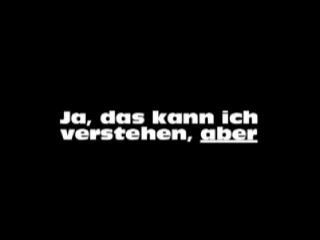 Ja, das kann ich
verstehen, aber